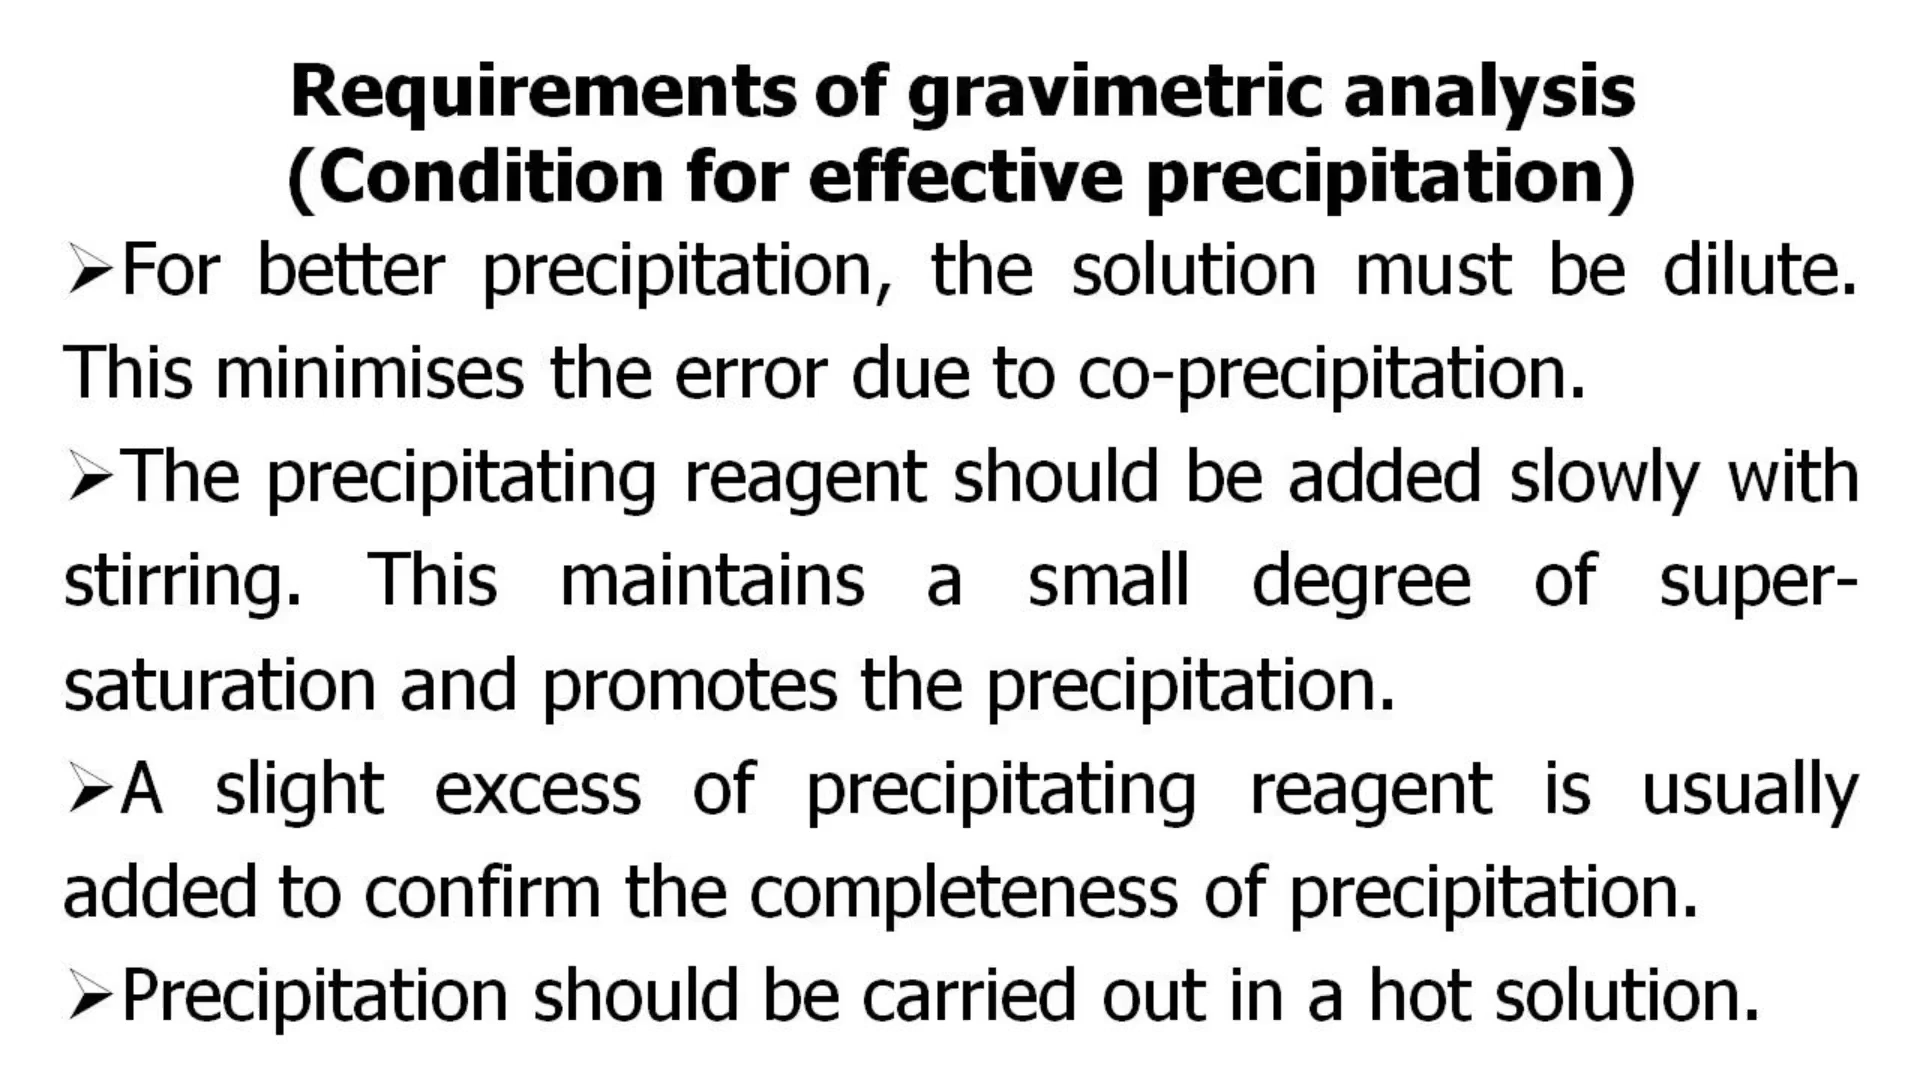 Requirements of gravimetric analysis
(Condition for effective precipitation)
➢For better precipitation, the solution must be dilute.
This minimises the error due to co-precipitation.
➢The precipitating reagent should be added slowly with
stirring. This maintains a small degree of super-
saturation and promotes the precipitation.
➢A slight excess of precipitating reagent is usually
added to confirm the completeness of precipitation.
➢Precipitation should be carried out in a hot solution.